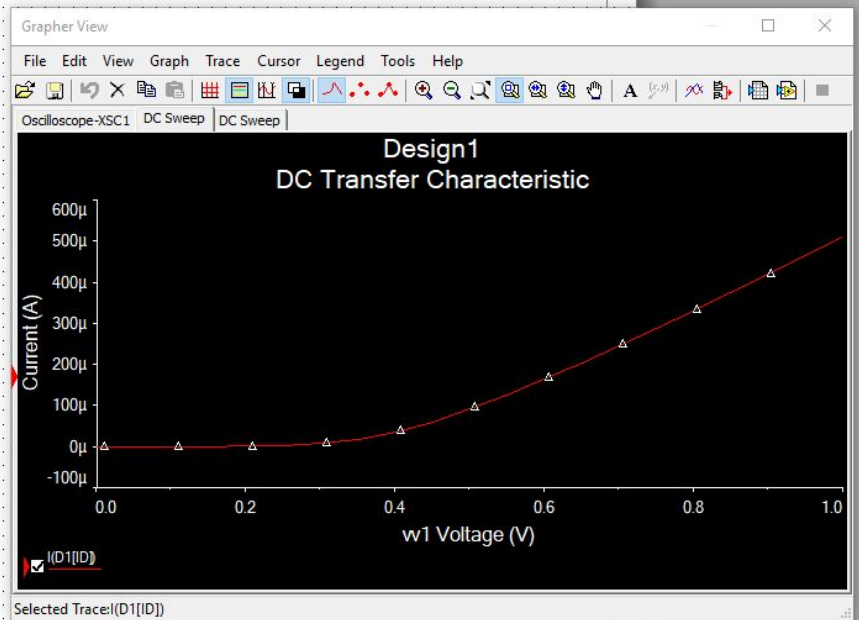 Grapher View
File Edit View Graph Trace Cursor Legend Tools Help
A (x,y)
Oscilloscope-XSC1 DC Sweep DC Sweep
Design1
DC Transfer Characteristic
600µ
500µ
400µ
300µ
200µ
100µ
0µ
-100µ
Current (A)
0.0 0.2 0.4 0.6 0.8 1.0
vv1 Voltage (V)
I(D1[ID])
Selected Trace:I(D1[ID])